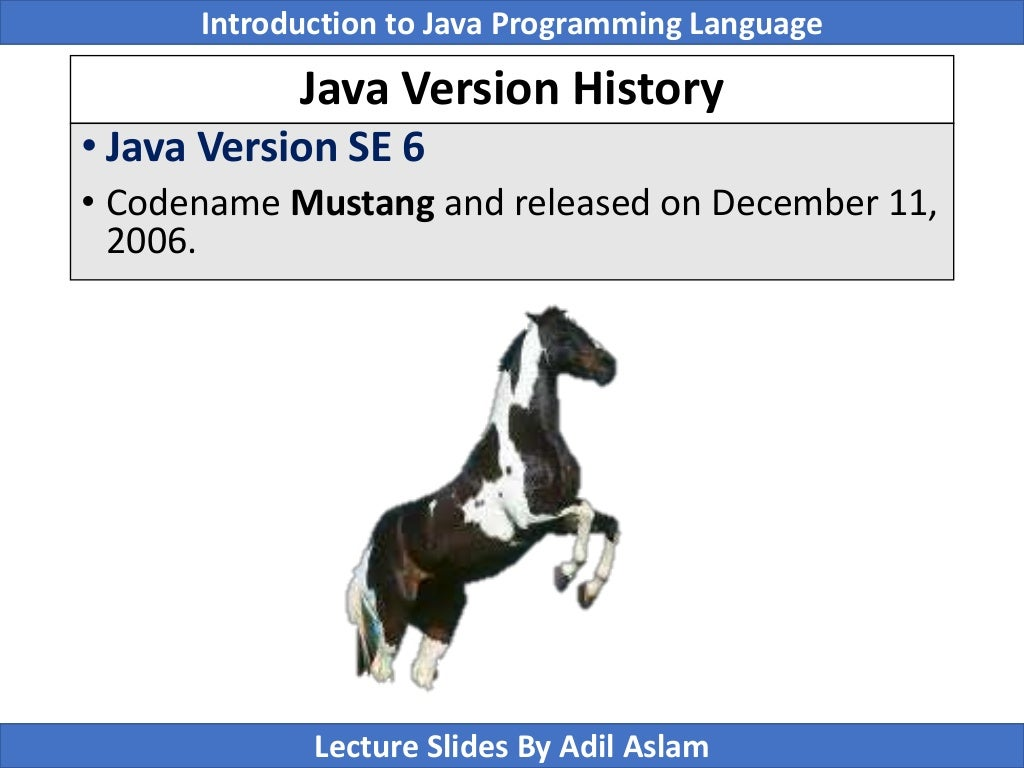 Introduction to Java Programming Language
Java Version History
• Java Version SE 6
• Codename Mustang and released on December 11,
2006.
Lecture Slides By Adil Aslam